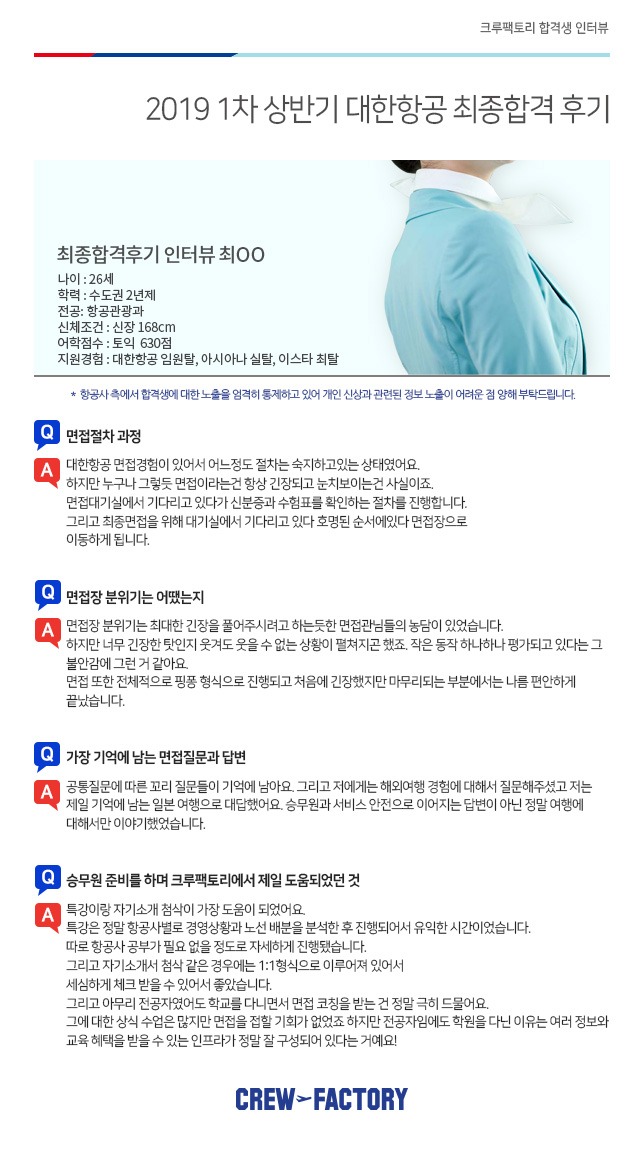 크루팩토리 합격생 인터뷰
2019 1차 상반기 대한항공 최종합격 후기
최종합격후기 인터뷰 최OO
나이 : 26세
학력 : 수도권 2년제
전공: 항공관광과
신체조건 : 신장 168cm
어학점수 : 토익 630점
지원경험 : 대한항공 임원탈, 아시아나 실탈, 이스타 최탈
* 항공사 측에서 합격생에 대한 노출을 엄격히 통제하고 있어 개인 신상과 관련된 정보 노출이 어려운 점 양해 부탁드립니다.
Q 면접절차 과정
A 대한항공 면접경험이 있어서 어느정도 절차는 숙지하고있는 상태였어요.
하지만 누구나 그렇듯 면접이라는건 항상 긴장되고 눈치보이는건 사실이죠.
면접대기실에서 기다리고 있다가 신분증과 수험표를 확인하는 절차를 진행합니다.
그리고 최종면접을 위해 대기실에서 기다리고 있다 호명된 순서에있다 면접장으로
이동하게 됩니다.
Q 면접장 분위기는 어땠는지
A 면접장 분위기는 최대한 긴장을 풀어주시려고 하는듯한 면접관님들의 농담이 있었습니다.
하지만 너무 긴장한 탓인지 웃겨도 웃을 수 없는 상황이 펼쳐지곤 했죠. 작은 동작 하나하나 평가되고 있다는 그
불안감에 그런 거 같아요.
면접 또한 전체적으로 핑퐁 형식으로 진행되고 처음에 긴장했지만 마무리되는 부분에서는 나름 편안하게
끝났습니다.
Q 가장 기억에 남는 면접질문과 답변
A 공통질문에 따른 꼬리 질문들이 기억에 남아요. 그리고 저에게는 해외여행 경험에 대해서 질문해주셨고 저는
제일 기억에 남는 일본 여행으로 대답했어요. 승무원과 서비스 안전으로 이어지는 답변이 아닌 정말 여행에
대해서만 이야기했었습니다.
Q 승무원 준비를 하며 크루팩토리에서 제일 도움되었던 것
A 특강이랑 자기소개 첨삭이 가장 도움이 되었어요.
특강은 정말 항공사별로 경영상황과 노선 배분을 분석한 후 진행되어서 유익한 시간이었습니다.
따로 항공사 공부가 필요 없을 정도로 자세하게 진행됐습니다.
그리고 자기소개서 첨삭 같은 경우에는 1:1형식으로 이루어져 있어서
세심하게 체크 받을 수 있어서 좋았습니다.
그리고 아무리 전공자였어도 학교를 다니면서 면접 코칭을 받는 건 정말 극히 드물어요.
그에 대한 상식 수업은 많지만 면접을 접할 기회가 없었죠 하지만 전공자임에도 학원을 다닌 이유는 여러 정보와
교육 혜택을 받을 수 있는 인프라가 정말 잘 구성되어 있다는 거예요!
CREW FACTORY